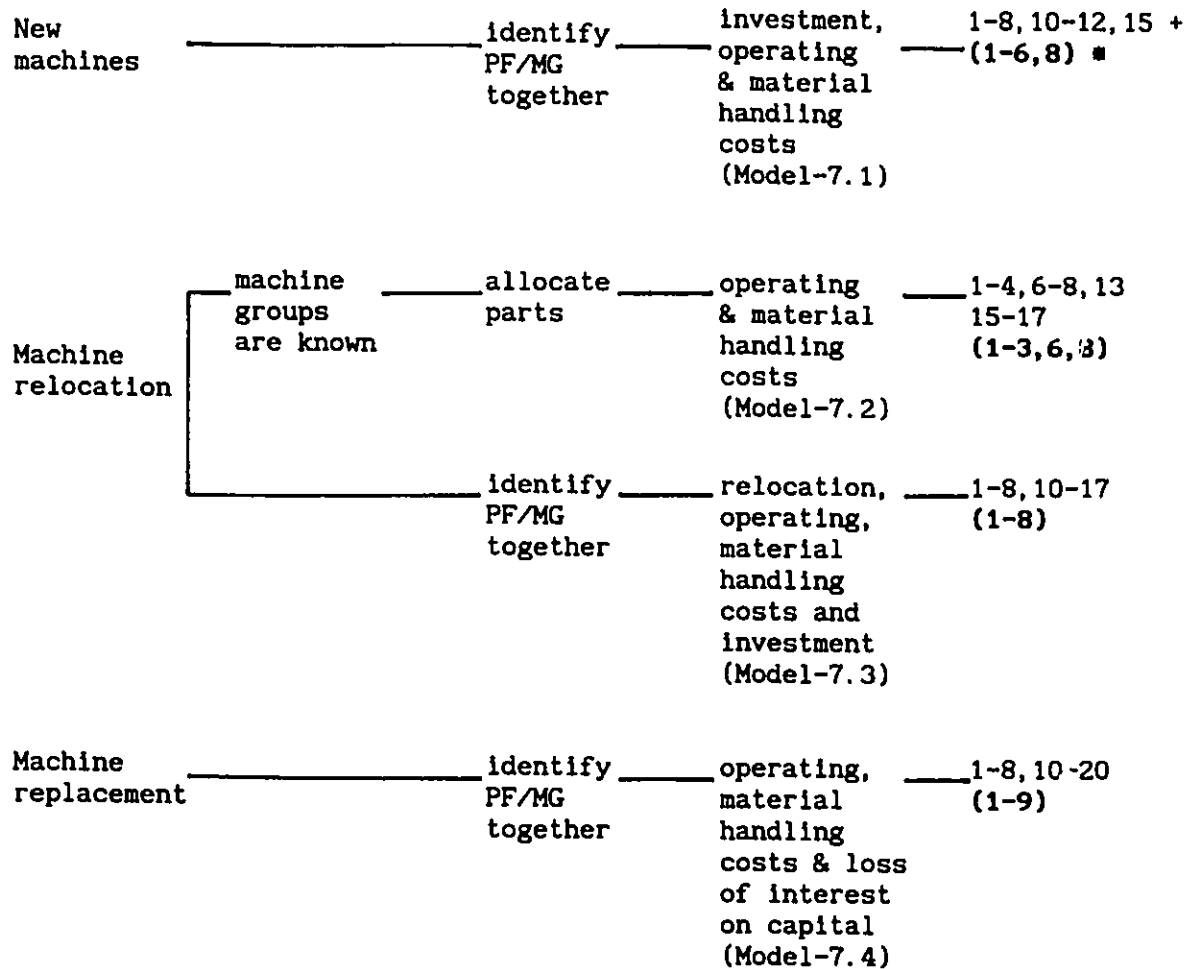 New
machines
identify
PF/MG
together
investment,
operating
& material
handling
costs
(Model-7.1)
1-8, 10-12, 15 +
(1-6, 8) *
Machine
relocation
machine
groups
are known
allocate
parts
operating
& material
handling
costs
(Model-7.2)
1-4, 6-8, 13
15-17
(1-3, 6, 8)
identify
PF/MG
together
relocation,
operating,
material
handling
costs and
investment
(Model-7.3)
1-8, 10-17
(1-8)
Machine
replacement
identify
PF/MG
together
operating,
material
handling
costs & loss
of interest
on capital
(Model-7.4)
1-8, 10-20
(1-9)